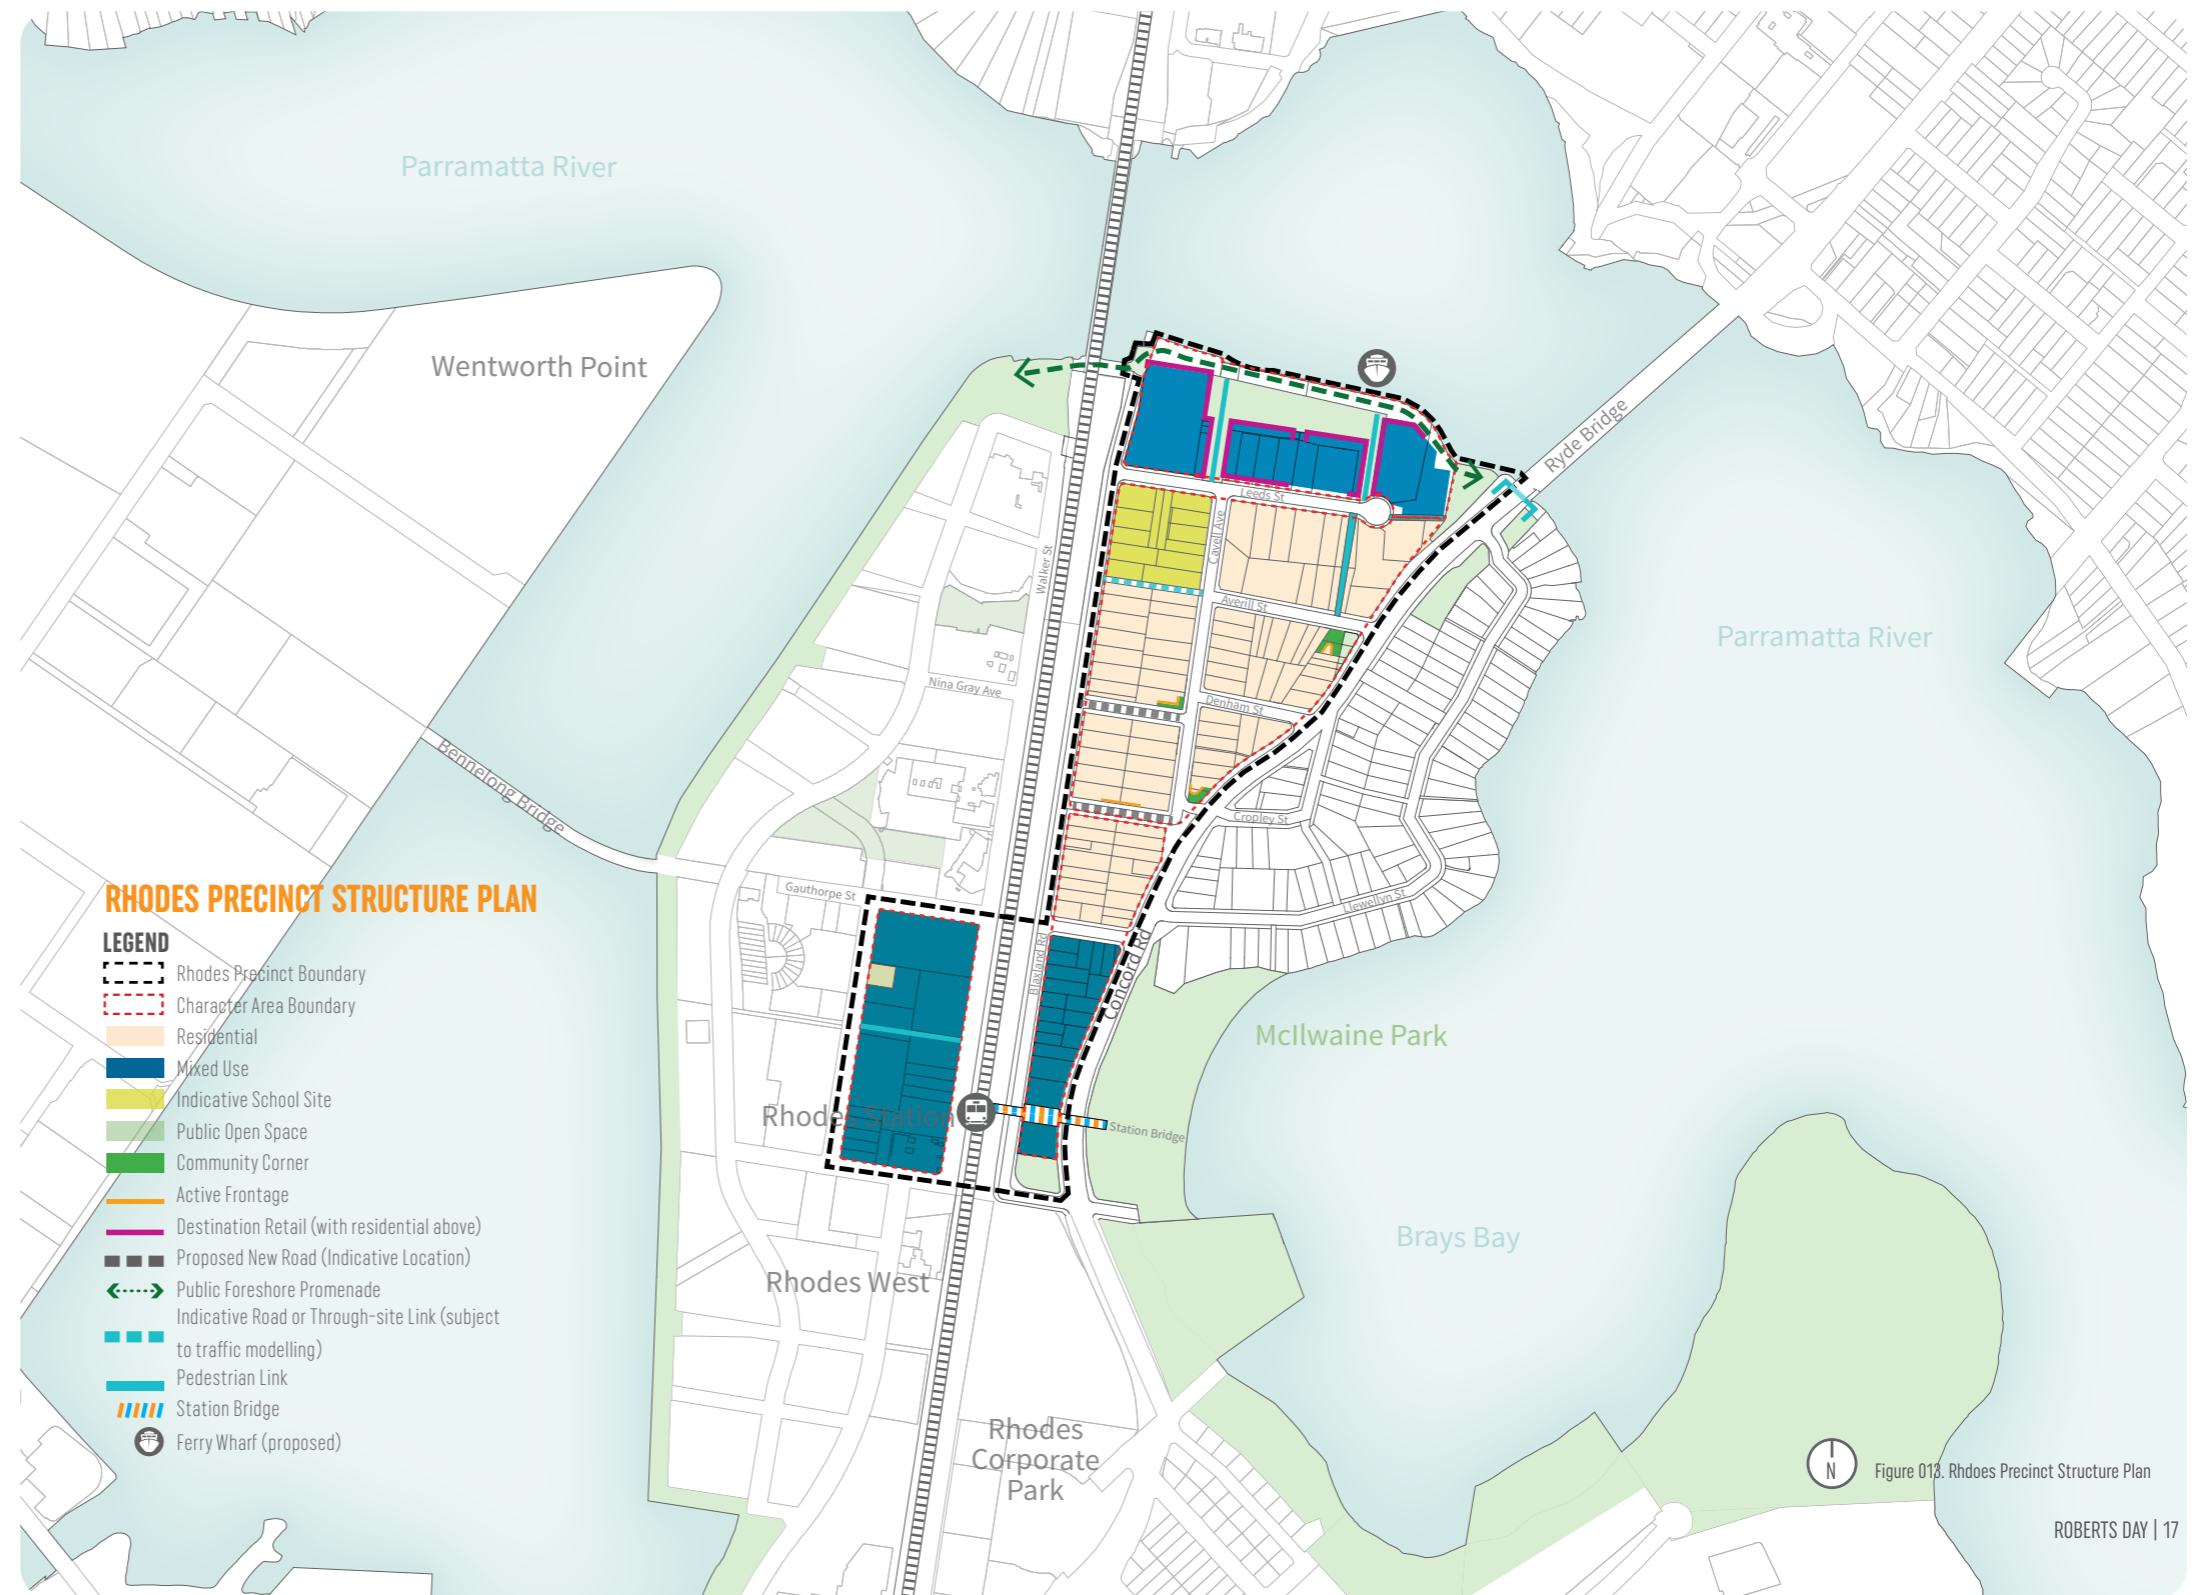 Parramatta River
Wentworth Point
Ryde Bridge
Leeds St
Cavell Ave
Walker St
Averill St
Parramatta River
Nina Gray Ave
Denham St
Bennelong Bridge
Cropley St
Gauthorpe St
Llewellyn St
Blaxland Rd
Concord Rd
McIlwaine Park
Rhodes Station
Station Bridge
Brays Bay
Rhodes West
Rhodes
Corporate
Park
RHODES PRECINCT STRUCTURE PLAN
LEGEND
Rhodes Precinct Boundary
Character Area Boundary
Residential
Mixed Use
Indicative School Site
Public Open Space
Community Corner
Active Frontage
Destination Retail (with residential above)
Proposed New Road (Indicative Location)
Public Foreshore Promenade
Indicative Road or Through-site Link (subject
to traffic modelling)
Pedestrian Link
Station Bridge
Ferry Wharf (proposed)
N
Figure 013. Rhdoes Precinct Structure Plan
ROBERTS DAY | 17